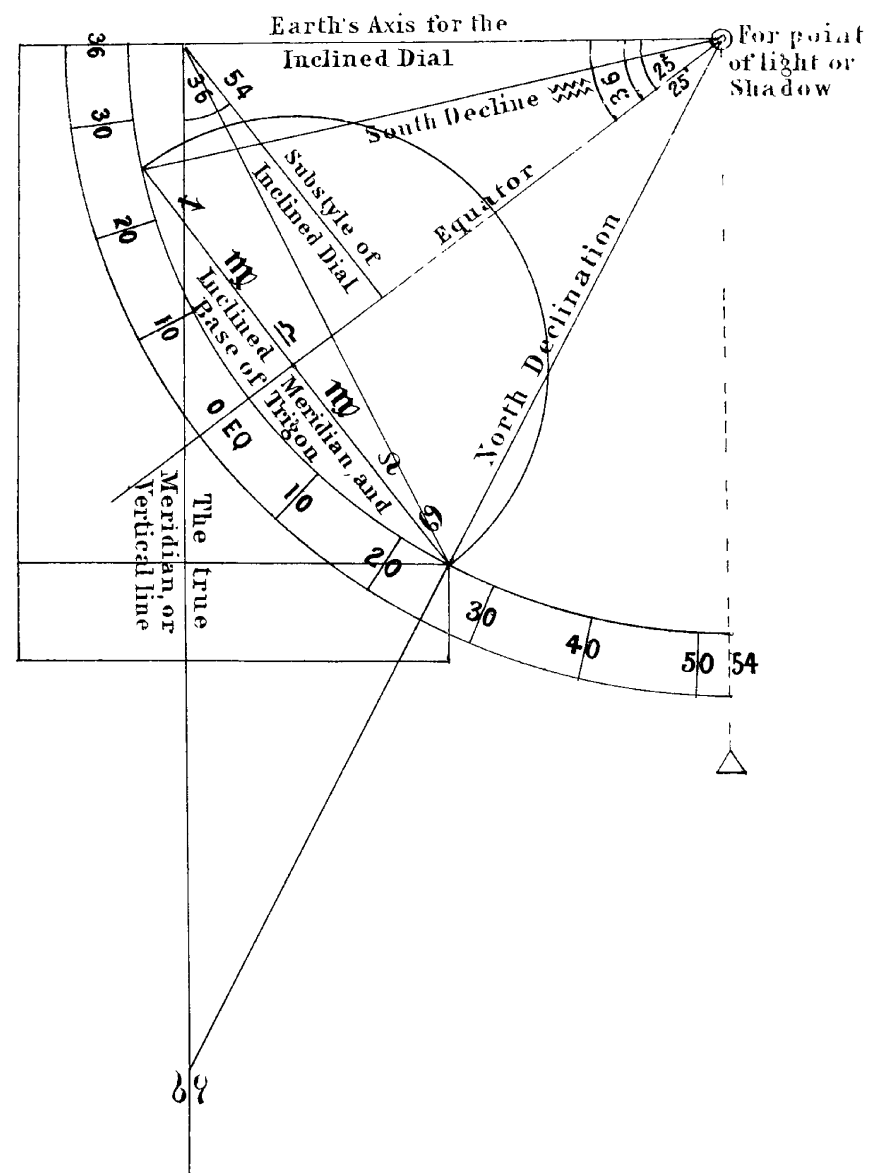 Earth's Axis for the
Inclined Dial
For point
of light or
Shadow
36
30
20
10
0 EQ
10
20
30
40
50 54
36
54
36
25
25
South Decline ♒
Equator
North Declination
Substyle of
Inclined Dial
♐
♏
♎
♍
♌
♋
Inclined Meridian, and
Base of Trigon
The true
Meridian, or
Vertical line